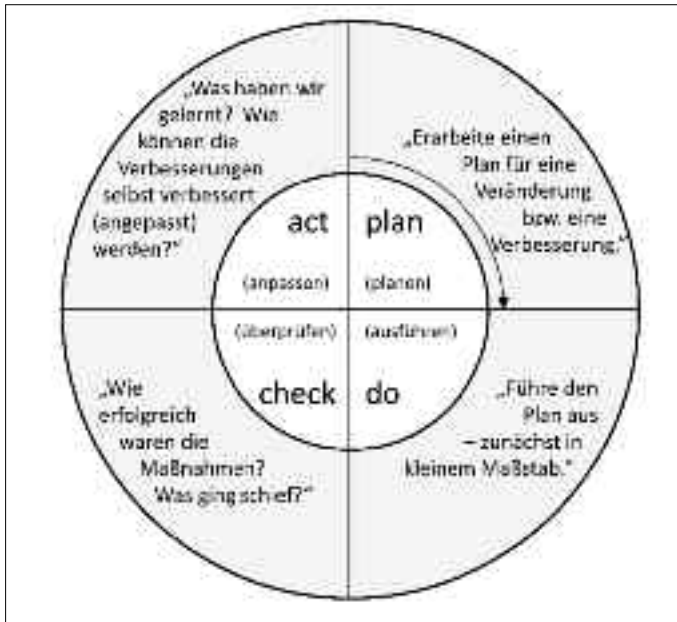 „Was haben wir
gelernt? Wie
können die
Verbesserungen
selbst verbessert
(angepasst)
werden?“
„Erarbeite einen
Plan für eine
Veränderung
bzw. eine
Verbesserung.“
act
plan
(anpassen)
(planen)
(überprüfen)
(ausführen)
check
do
„Wie
erfolgreich
waren die
Maßnahmen?
Was ging schief?“
„Führe den
Plan aus
– zunächst in
kleinem Maßstab.“